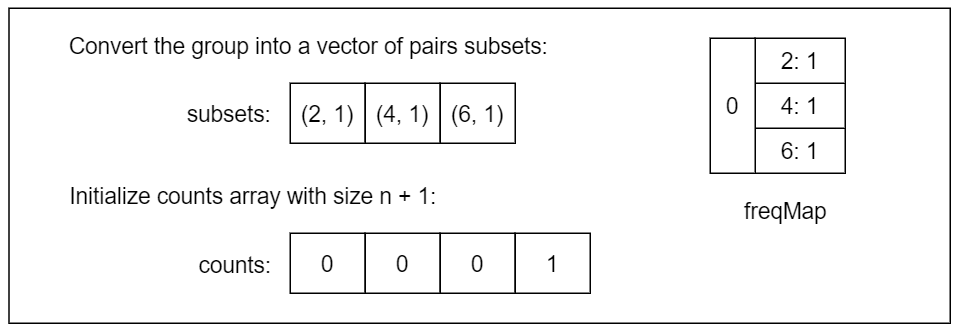 Convert the group into a vector of pairs subsets:
subsets: (2, 1) (4, 1) (6, 1)
Initialize counts array with size n + 1:
counts: 0 0 0 1
0
2: 1
4: 1
6: 1
freqMap